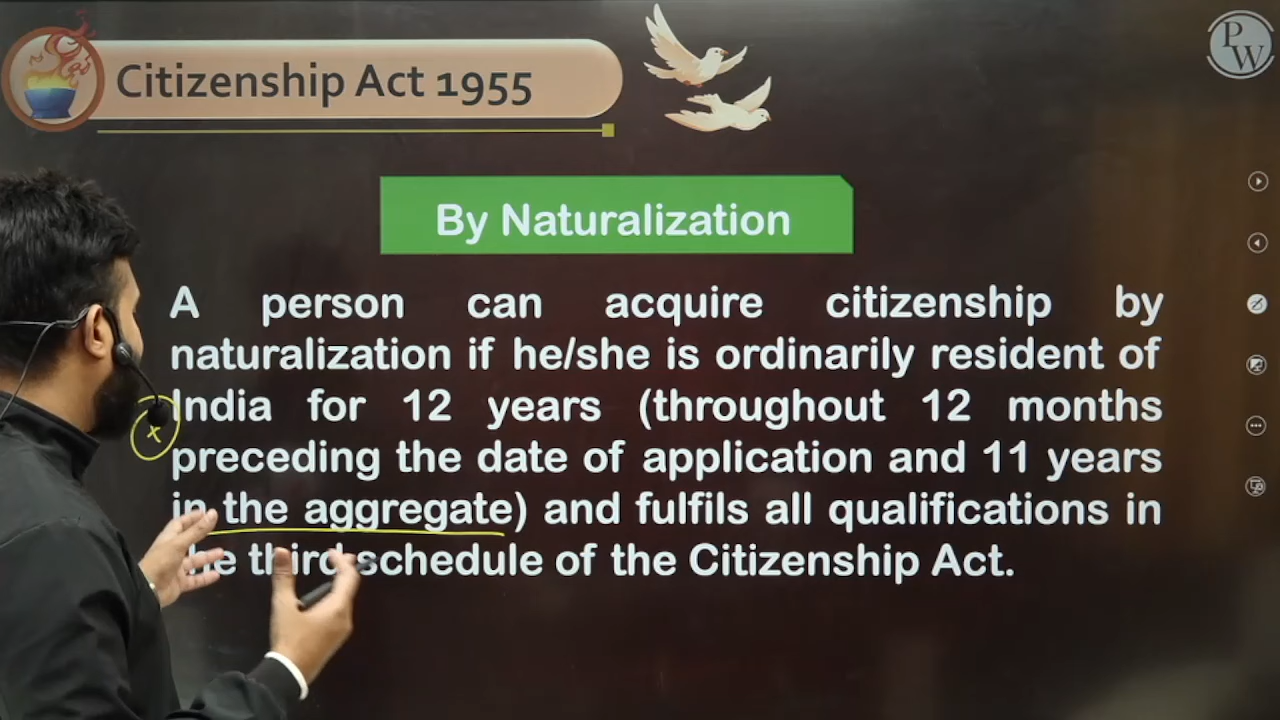 Citizenship Act 1955
PW
By Naturalization
A person can acquire citizenship by
naturalization if he/she is ordinarily resident of
India for 12 years (throughout 12 months
preceding the date of application and 11 years
in the aggregate) and fulfils all qualifications in
the third schedule of the Citizenship Act.
x